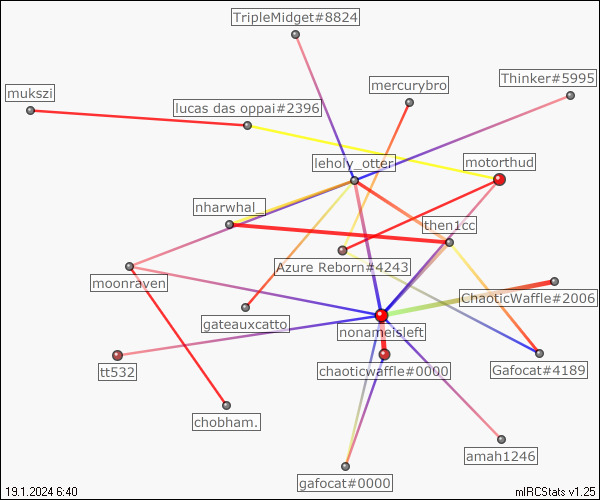 TripleMidget#8824
Thinker#5995
mercurybro
mukszi
lucas das oppai#2396
leholy_otter
motorthud
nharwhal_
then1cc
Azure Reborn#4243
moonraven
ChaoticWaffle#2006
gateauxcatto
nonameisleft
tt532
chaoticwaffle#0000
Gafocat#4189
chobham.
amah1246
gafocat#0000
19.1.2024 6:40
mIRCStats v1.25